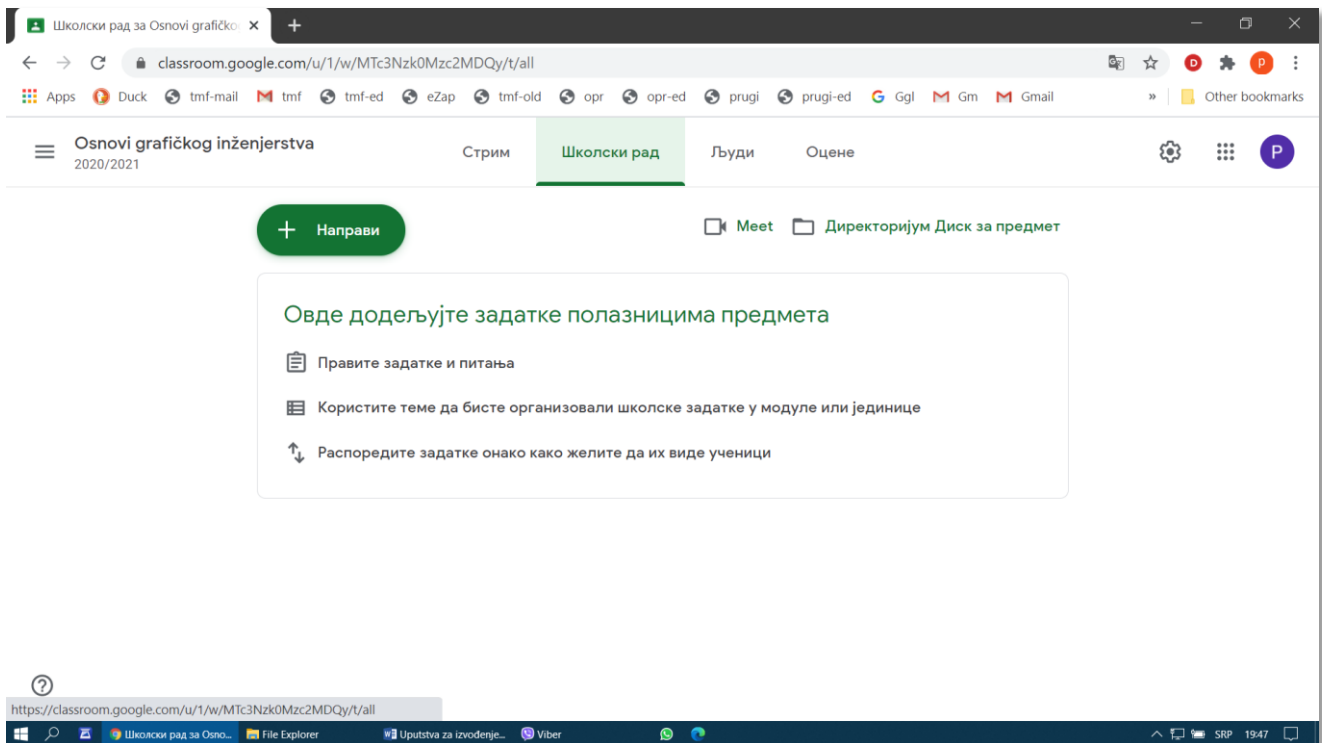 Школски рад за Osnovi grafičko
classroom.google.com/u/1/w/MTc3Nzk0Mzc2MDQy/t/all
D P
Apps Duck tmf-mail tmf tmf-ed eZap tmf-old opr opr-ed prugi prugi-ed Ggl Gm Gmail » Other bookmarks
Osnovi grafičkog inženjerstva
2020/2021
Стрим Школски рад Људи Оцене
P
Направи
Meet Директоријум Диск за предмет
Овде додељујте задатке полазницима предмета
Правите задатке и питања
Користите теме да бисте организовали школске задатке у модуле или јединице
Распоредите задатке онако како желите да их виде ученици
https://classroom.google.com/u/1/w/MTc3Nzk0Mzc2MDQy/t/all
Школски рад за Osno... File Explorer Uputstva za izvođenje... Viber SRP 1947